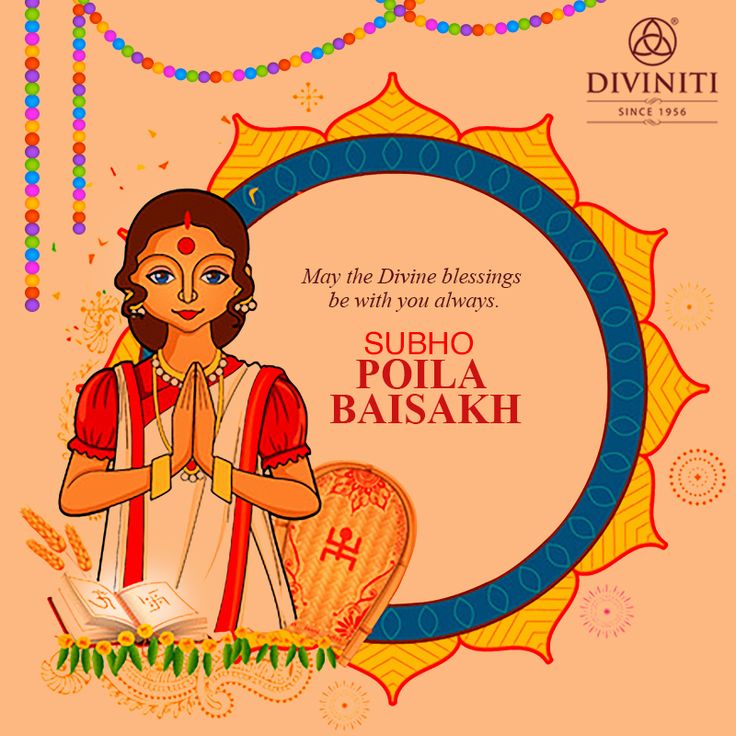 DIVINITI®
SINCE 1956
May the Divine blessings
be with you always.
SUBHO
POILA
BAISAKH
ॐ